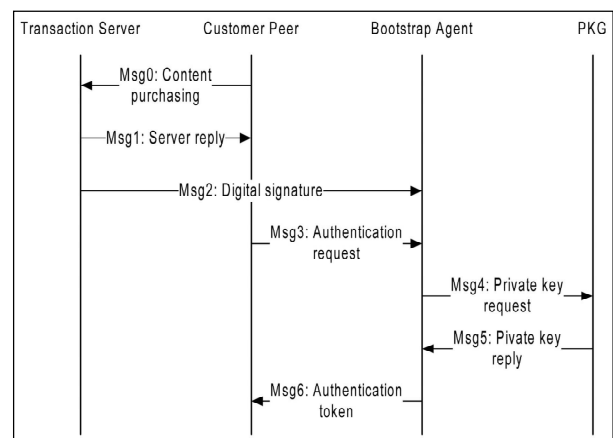 Transaction Server Customer Peer Bootstrap Agent PKG
Msg0: Content
purchasing
Msg1: Server reply
Msg2: Digital signature
Msg3: Authentication
request
Msg4: Private key
request
Msg5: Pivate key
reply
Msg6: Authentication
token